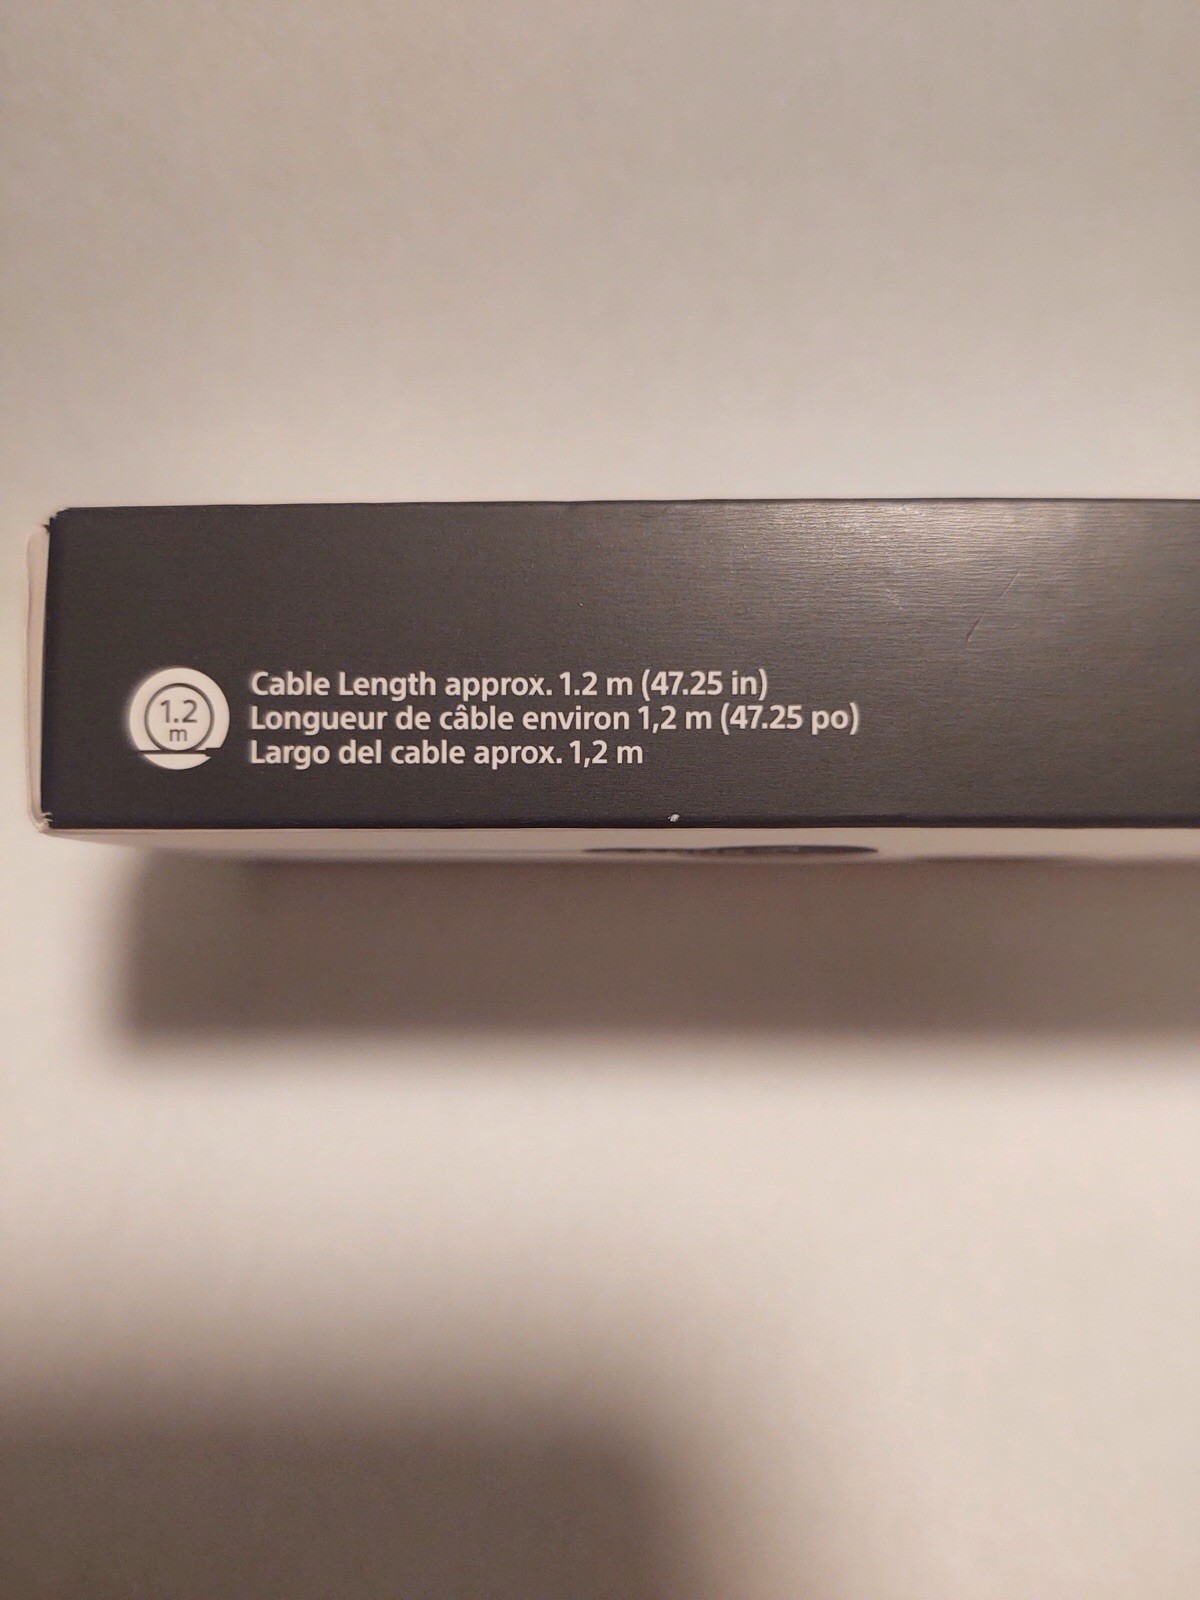 1.2
m
Cable Length approx. 1.2 m (47.25 in)
Longueur de câble environ 1,2 m (47.25 po)
Largo del cable aprox. 1,2 m